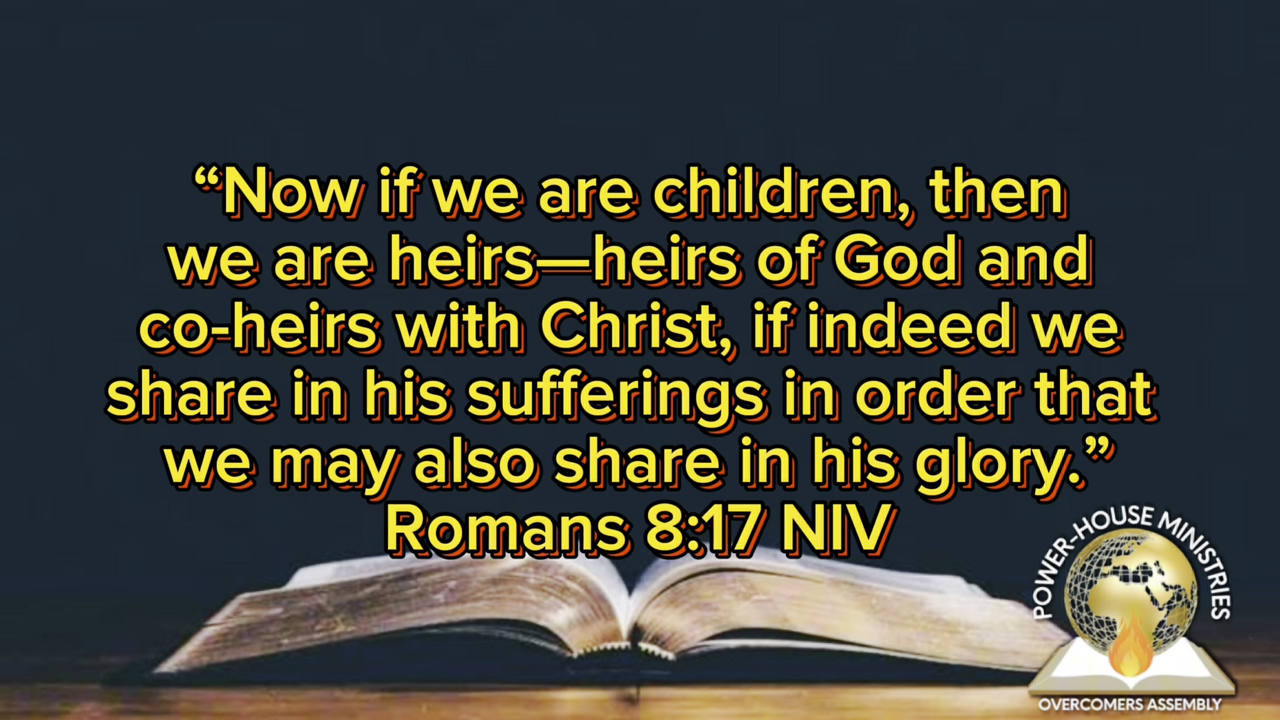 “Now if we are children, then
we are heirs—heirs of God and
co-heirs with Christ, if indeed we
share in his sufferings in order that
we may also share in his glory.”
Romans 8:17 NIV
POWER-HOUSE MINISTRIES
OVERCOMERS ASSEMBLY